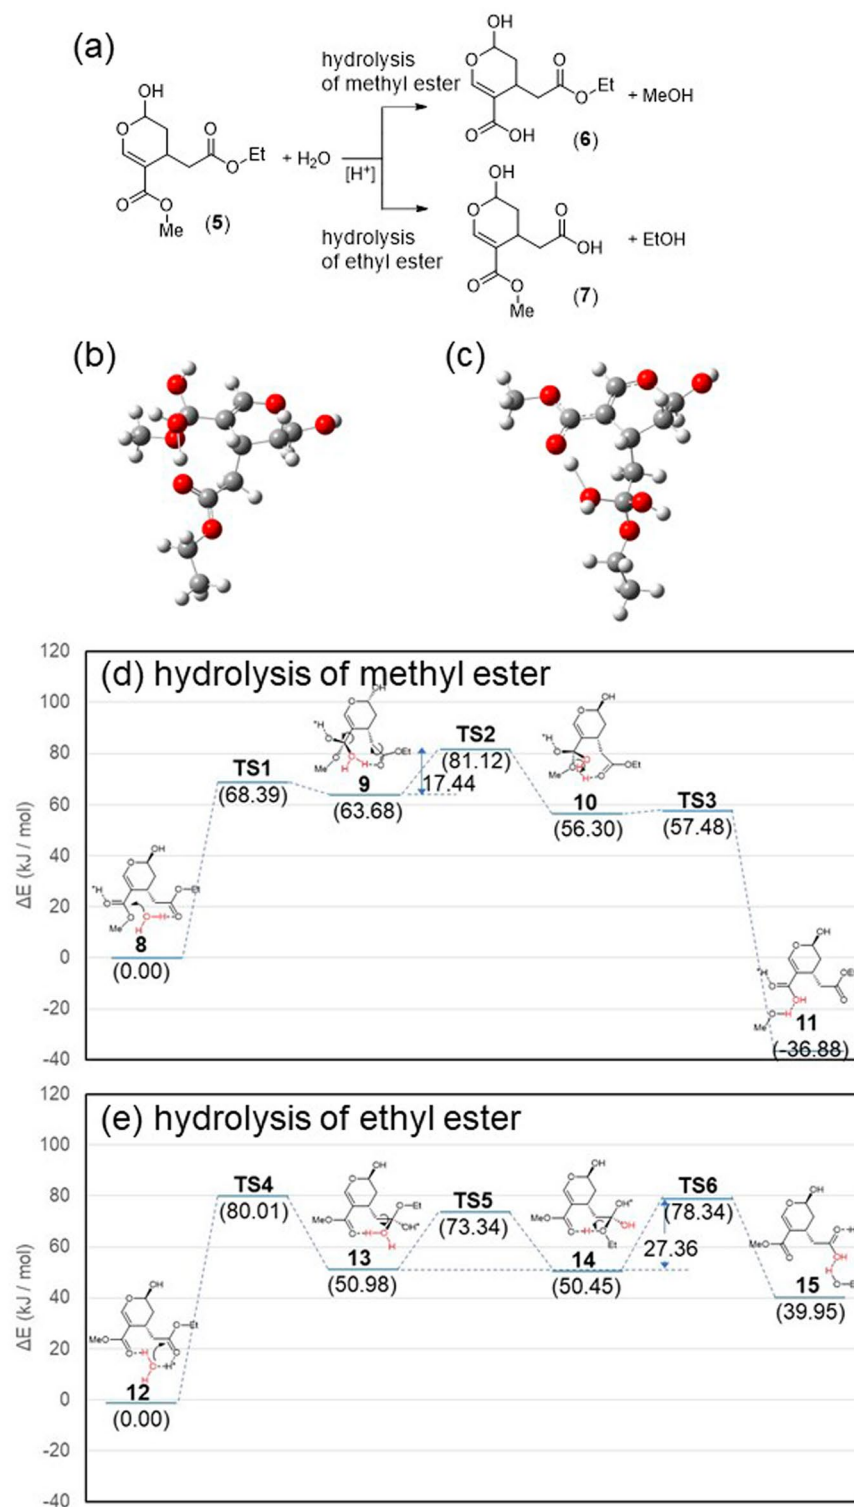 (a)
OH
O
O
O
Et
O
O
Me
(5)
+ H₂O
[H⁺]
hydrolysis
of methyl ester
OH
O
O
O
Et
O
OH
(6)
+ MeOH
hydrolysis
of ethyl ester
OH
O
O
OH
O
O
Me
(7)
+ EtOH
(b)
(c)
120
100
80
60
40
20
0
-20
-40
ΔE (kJ / mol)
(d) hydrolysis of methyl ester
8
(0.00)
TS1
(68.39)
9
(63.68)
TS2
(81.12)
17.44
10
(56.30)
TS3
(57.48)
11
(-36.88)
120
100
80
60
40
20
0
-20
-40
ΔE (kJ / mol)
(e) hydrolysis of ethyl ester
12
(0.00)
TS4
(80.01)
13
(50.98)
TS5
(73.34)
14
(50.45)
TS6
(78.34)
27.36
15
(39.95)